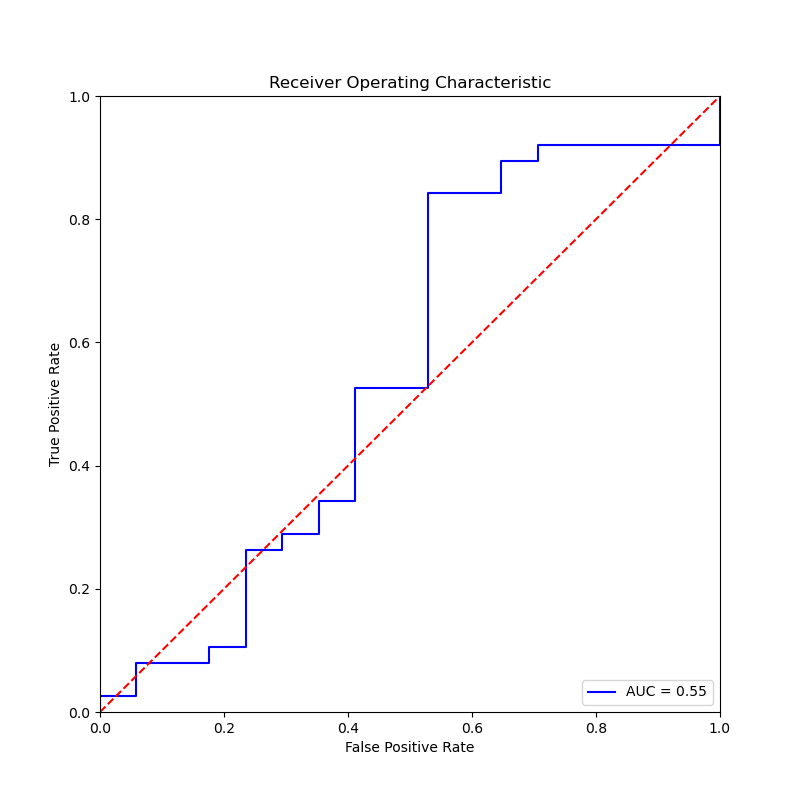 Receiver Operating Characteristic
1.0
0.8
0.6
0.4
0.2
0.0
True Positive Rate
AUC = 0.55
0.0 0.2 0.4 0.6 0.8 1.0
False Positive Rate